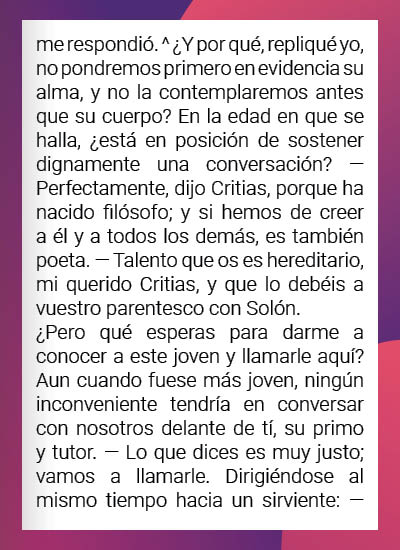 me respondió. ^ ¿Y por qué, repliqué yo,
no pondremos primero en evidencia su
alma, y no la contemplaremos antes
que su cuerpo? En la edad en que se
halla, ¿está en posición de sostener
dignamente una conversación? —
Perfectamente, dijo Critias, porque ha
nacido filósofo; y si hemos de creer
a él y a todos los demás, es también
poeta. — Talento que os es hereditario,
mi querido Critias, y que lo debéis a
vuestro parentesco con Solón.
¿Pero qué esperas para darme a
conocer a este joven y llamarle aquí?
Aun cuando fuese más joven, ningún
inconveniente tendría en conversar
con nosotros delante de tí, su primo
y tutor. — Lo que dices es muy justo;
vamos a llamarle. Dirigiéndose al
mismo tiempo hacia un sirviente: —